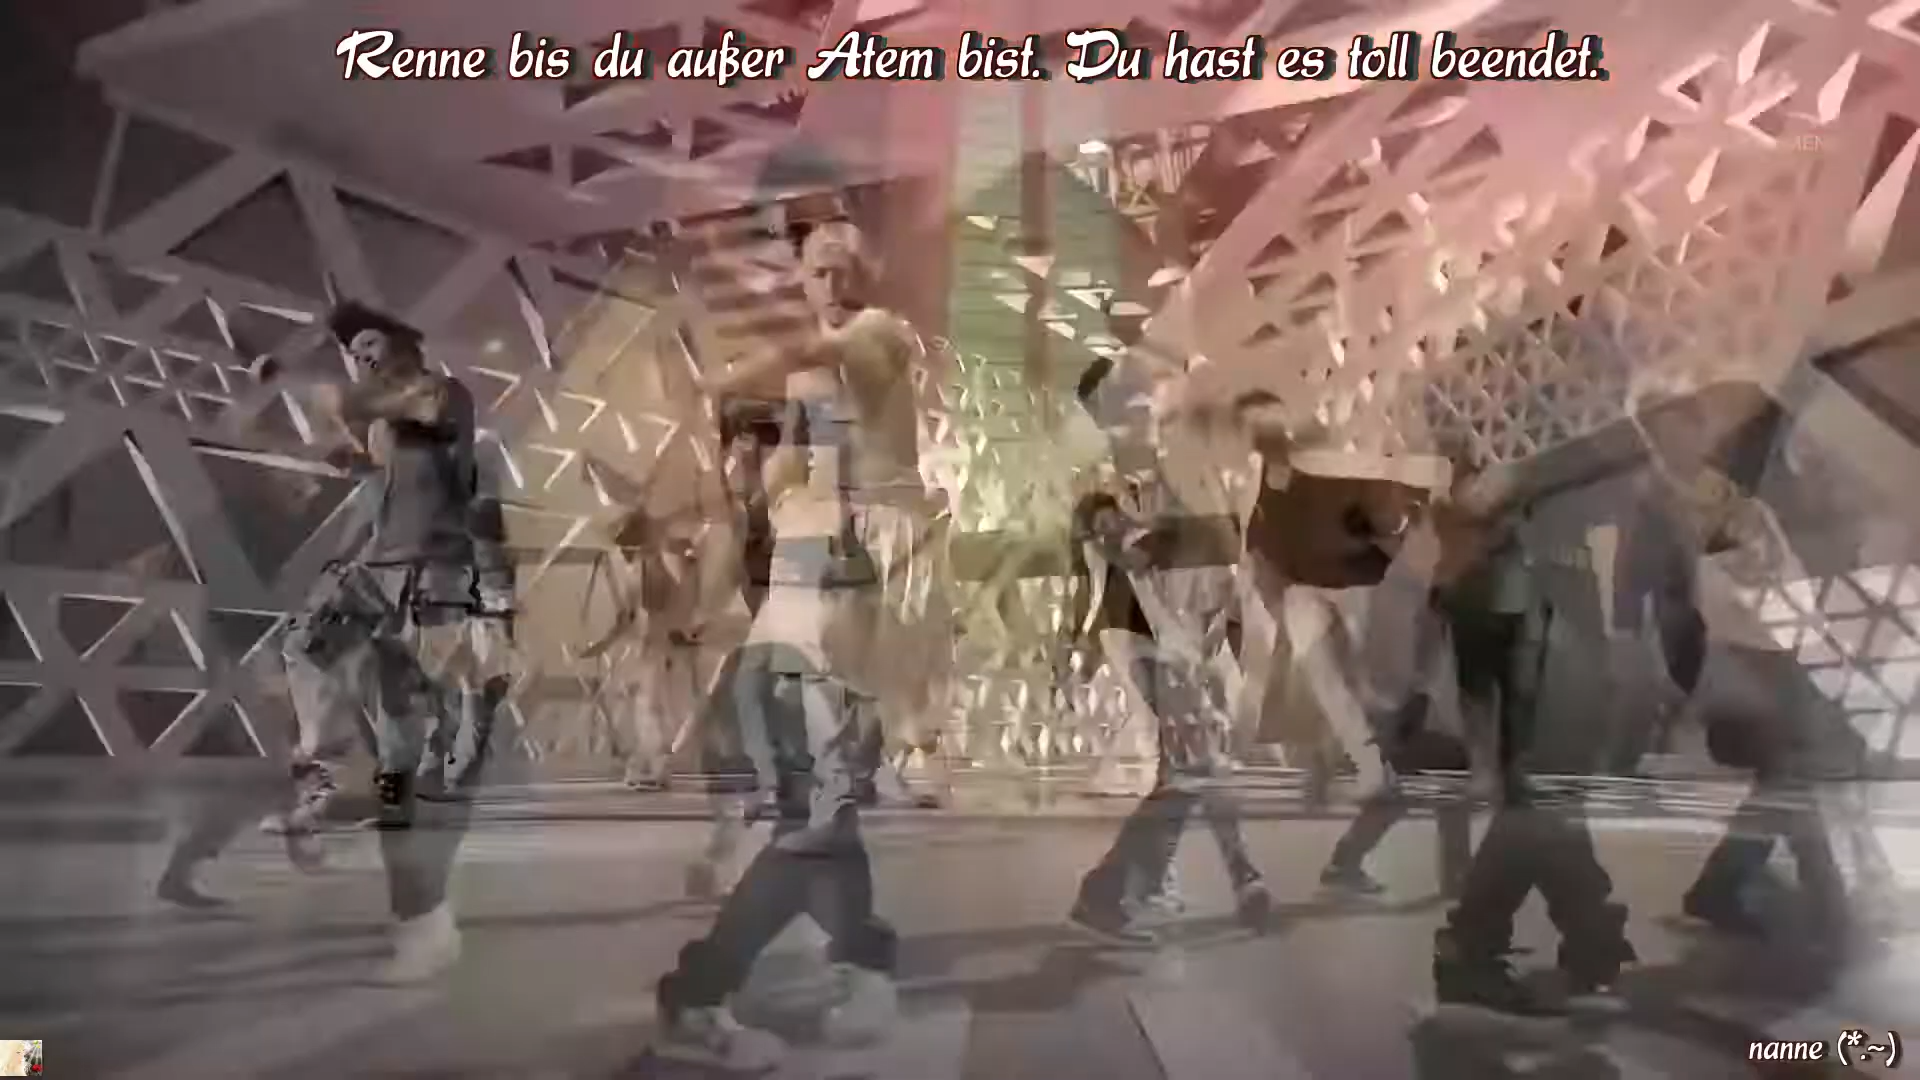 Renne bis du außer Atem bist. Du hast es toll beendet.
nanne (*.~)